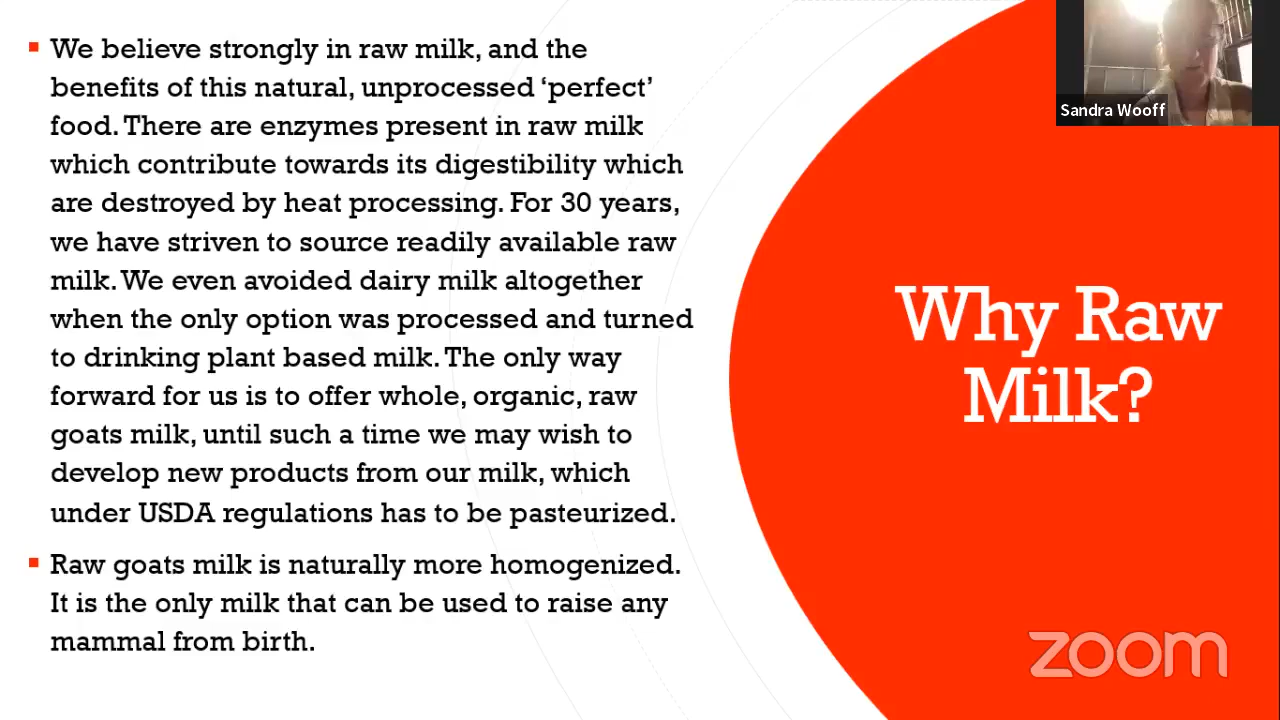 We believe strongly in raw milk, and the
benefits of this natural, unprocessed ‘perfect’
food. There are enzymes present in raw milk
which contribute towards its digestibility which
are destroyed by heat processing. For 30 years,
we have striven to source readily available raw
milk. We even avoided dairy milk altogether
when the only option was processed and turned
to drinking plant based milk. The only way
forward for us is to offer whole, organic, raw
goats milk, until such a time we may wish to
develop new products from our milk, which
under USDA regulations has to be pasteurized.
Raw goats milk is naturally more homogenized.
It is the only milk that can be used to raise any
mammal from birth.
Why Raw
Milk?
Sandra Wooff
zoom